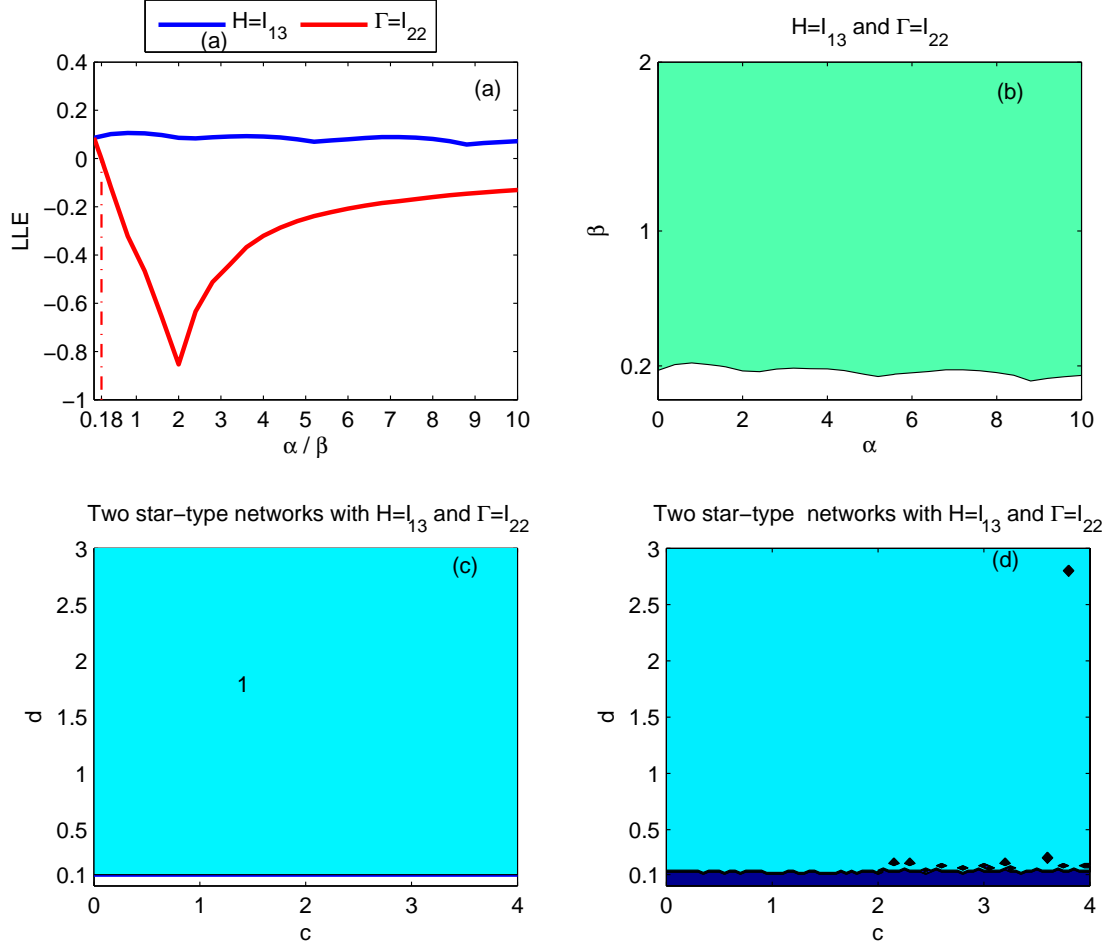 H=I13 Γ=I22
(a)
(a)
LLE
0.4
0.2
0
−0.2
−0.4
−0.6
−0.8
−1
0.18 1 2 3 4 5 6 7 8 9 10
α / β
H=I13 and Γ=I22
(b)
β
2
1
0.2
0 2 4 6 8 10
α
Two star−type networks with H=I13 and Γ=I22
(c)
1
d
3
2.5
2
1.5
1
0.5
0.1
0 1 2 3 4
c
Two star−type networks with H=I13 and Γ=I22
(d)
d
3
2.5
2
1.5
1
0.5
0.1
0 1 2 3 4
c